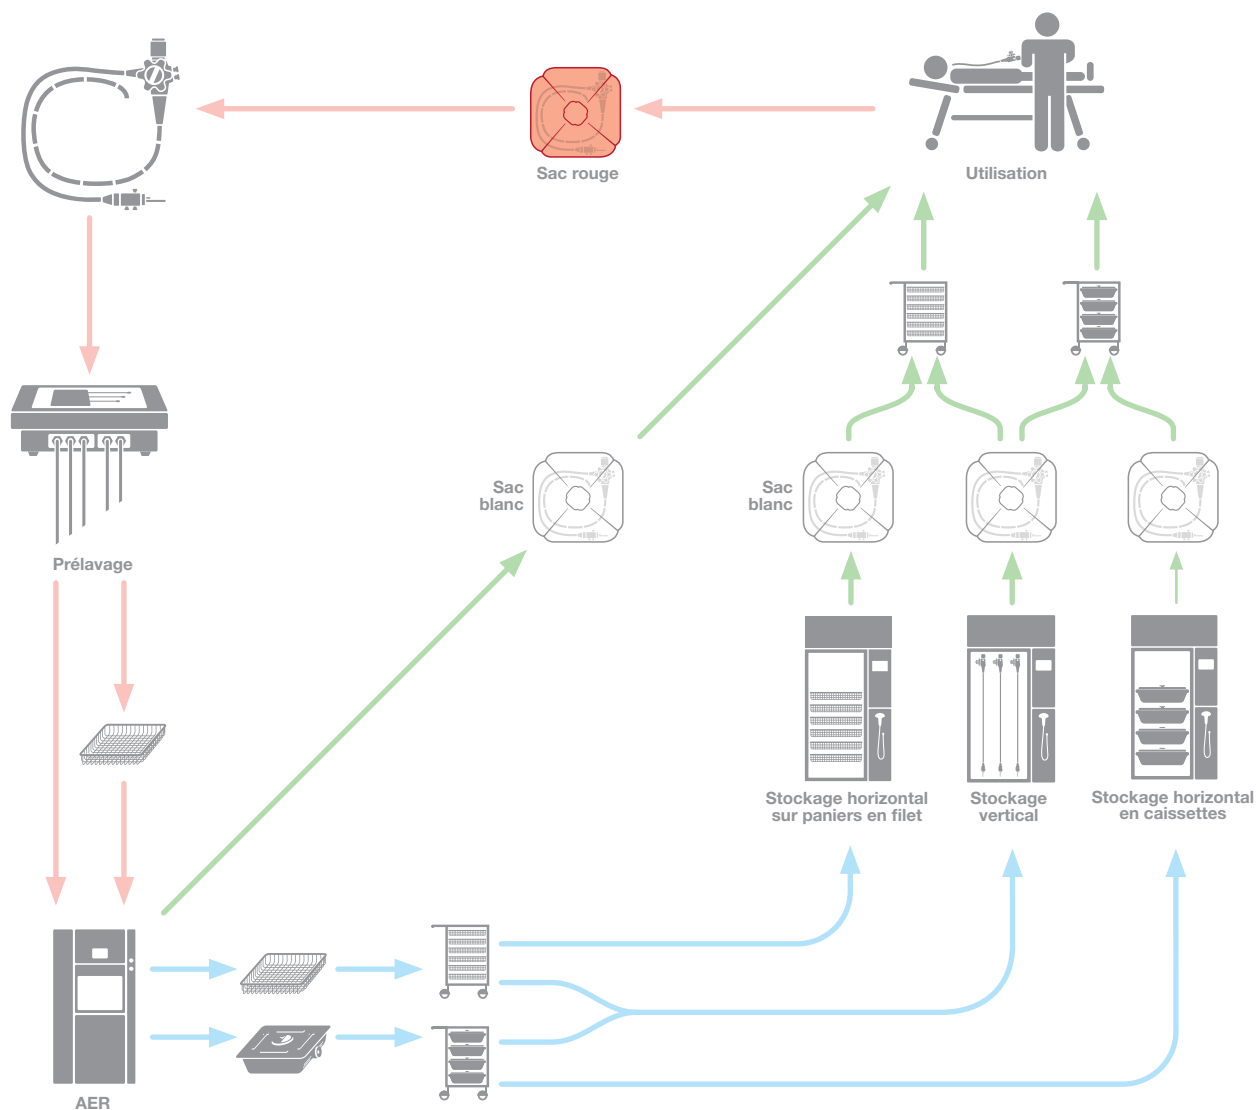 Sac rouge
Utilisation
Sac
blanc
Sac
blanc
Prélavage
Stockage horizontal
sur paniers en filet
Stockage
vertical
Stockage horizontal
en caissettes
AER